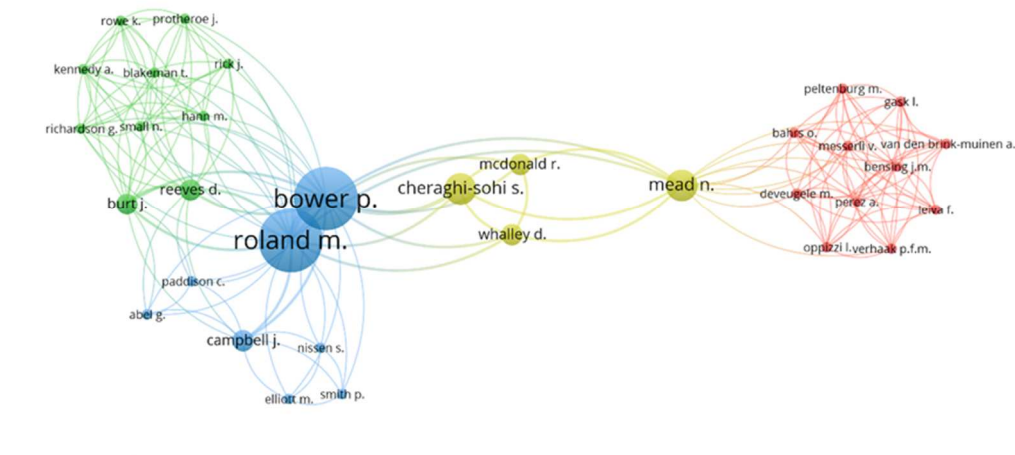 rowe k.
protheroe j.
kennedy a.
blakeman t.
rick j.
hann m.
richardson g.
small n.
reeves d.
burt j.
bower p.
roland m.
paddison c.
abel g.
campbell j.
nissen s.
elliott m.
smith p.
mcdonald r.
cheraghi-sohi s.
whalley d.
mead n.
peltenburg m.
gask l.
bahrs o.
messerli v.
van den brink-muinen a.
bensing j.m.
deveugele m.
perez a.
leiva f.
oppizzi l.
verhaak p.f.m.